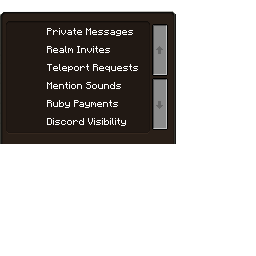 Private Messages
Realm Invites
Teleport Requests
Mention Sounds
Ruby Payments
Discord Visibility